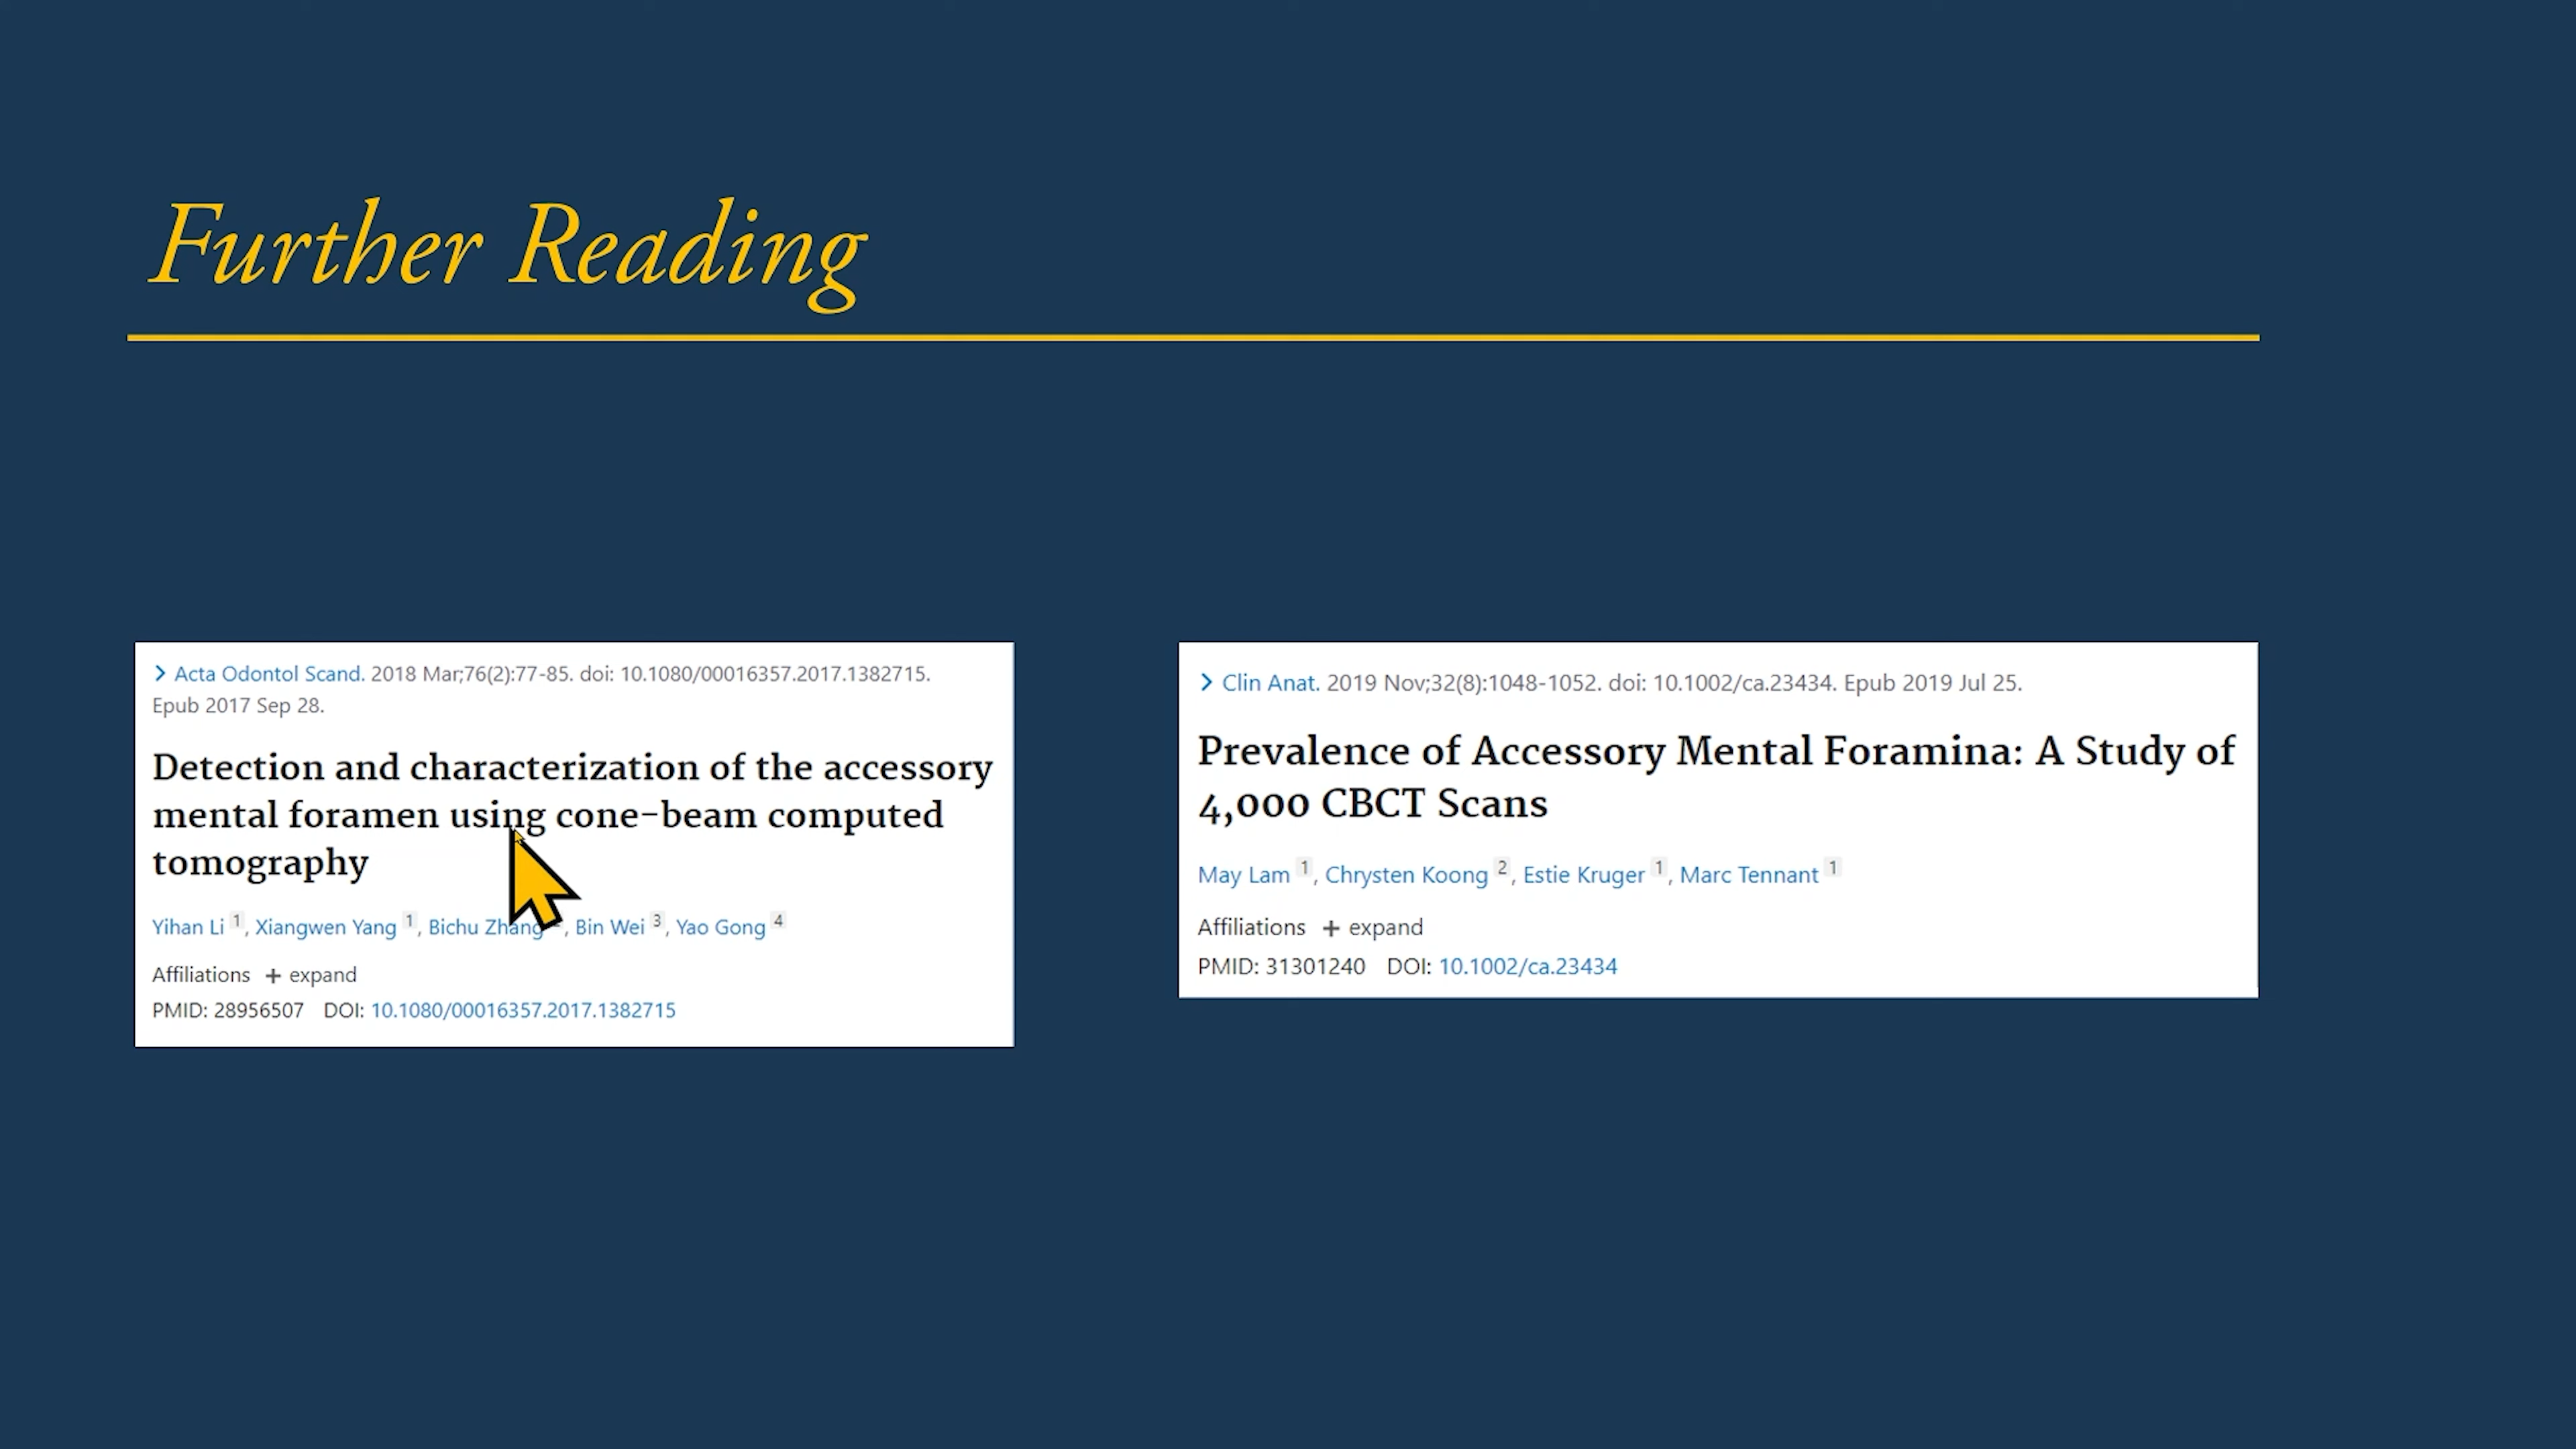 Further Reading
Acta Odontol Scand. 2018 Mar;76(2):77-85. doi: 10.1080/00016357.2017.1382715.
Epub 2017 Sep 28.
Detection and characterization of the accessory
mental foramen using cone-beam computed
tomography
Yihan Li 1, Xiangwen Yang 1, Bichu Zhang, Bin Wei 3, Yao Gong 4
Affiliations + expand
PMID: 28956507 DOI: 10.1080/00016357.2017.1382715
Clin Anat. 2019 Nov;32(8):1048-1052. doi: 10.1002/ca.23434. Epub 2019 Jul 25.
Prevalence of Accessory Mental Foramina: A Study of
4,000 CBCT Scans
May Lam 1, Chrysten Koong 2, Estie Kruger 1, Marc Tennant 1
Affiliations + expand
PMID: 31301240 DOI: 10.1002/ca.23434